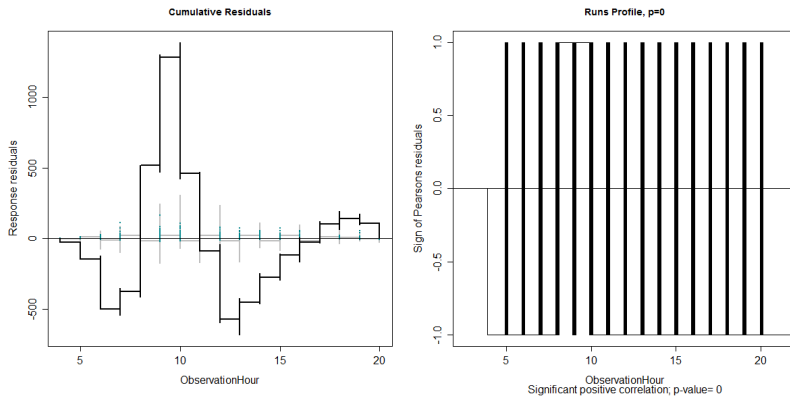 Cumulative Residuals
Response residuals
1000
500
0
-500
5
10
15
20
ObservationHour
Runs Profile, p=0
Sign of Pearsons residuals
1.0
0.5
0.0
-0.5
-1.0
5
10
15
20
ObservationHour
Significant positive correlation; p-value= 0